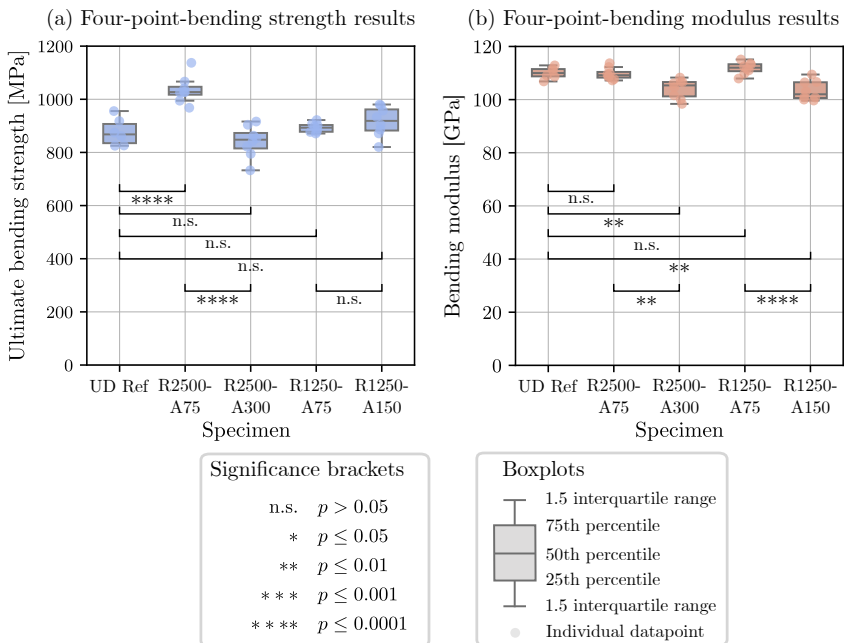 (a) Four-point-bending strength results
Ultimate bending strength [MPa]
1200
1000
800
600
400
200
0
****
n.s.
n.s.
n.s.
****
n.s.
UD Ref
R2500-
A75
R2500-
A300
R1250-
A75
R1250-
A150
Specimen
(b) Four-point-bending modulus results
Bending modulus [GPa]
120
100
80
60
40
20
0
n.s.
**
n.s.
**
**
****
UD Ref
R2500-
A75
R2500-
A300
R1250-
A75
R1250-
A150
Specimen
Significance brackets
n.s. p > 0.05
* p ≤ 0.05
** p ≤ 0.01
*** p ≤ 0.001
**** p ≤ 0.0001
Boxplots
1.5 interquartile range
75th percentile
50th percentile
25th percentile
1.5 interquartile range
Individual datapoint